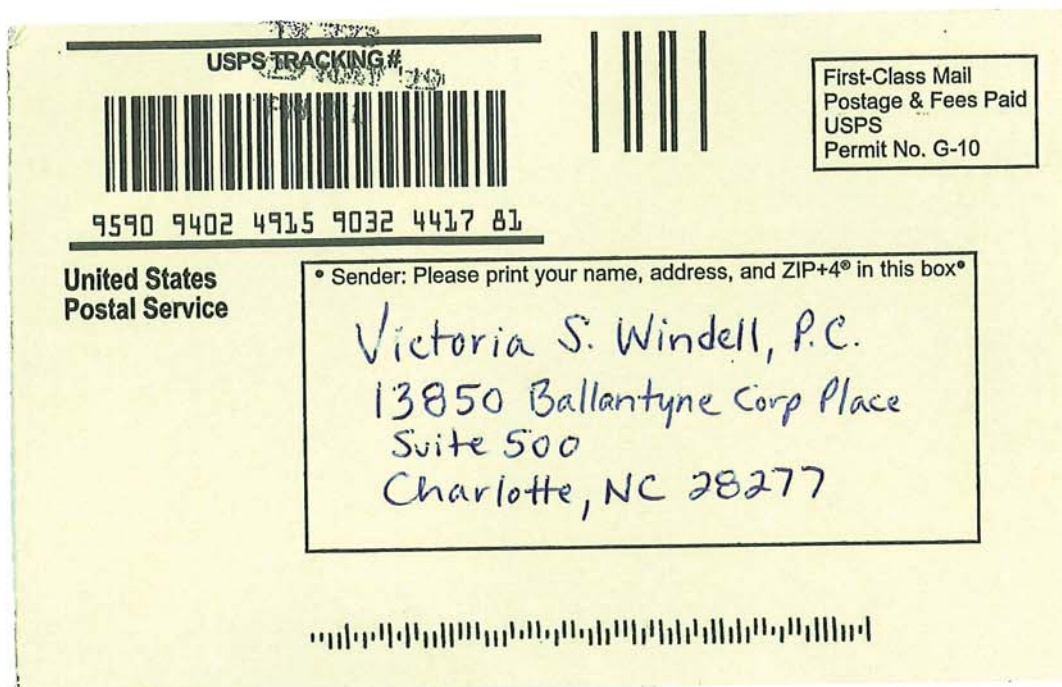 USPS TRACKING #
9590 9402 4915 9032 4417 81
First-Class Mail
Postage & Fees Paid
USPS
Permit No. G-10
United States
Postal Service
• Sender: Please print your name, address, and ZIP+4® in this box•
Victoria S. Windell, P.C.
13850 Ballantyne Corp Place
Suite 500
Charlotte, NC 28277